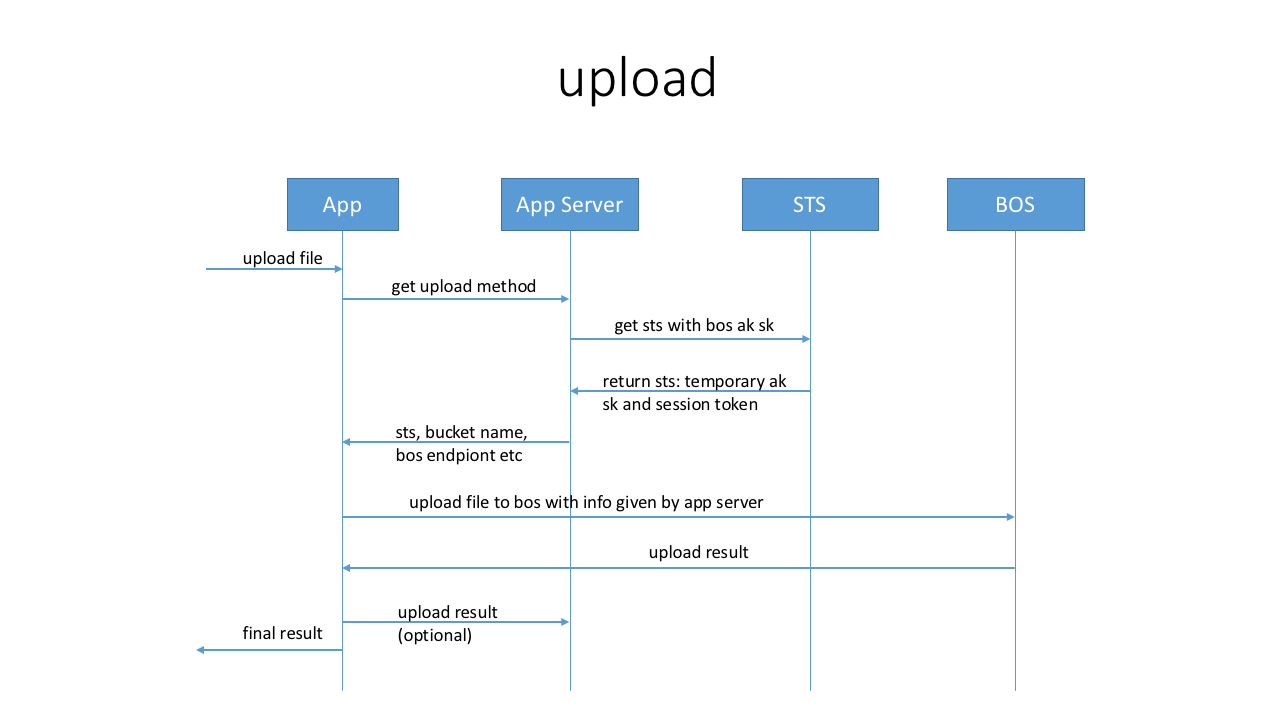 upload
App
App Server
STS
BOS
upload file
get upload method
get sts with bos ak sk
return sts: temporary ak
sk and session token
sts, bucket name,
bos endpiont etc
upload file to bos with info given by app server
upload result
upload result
(optional)
final result